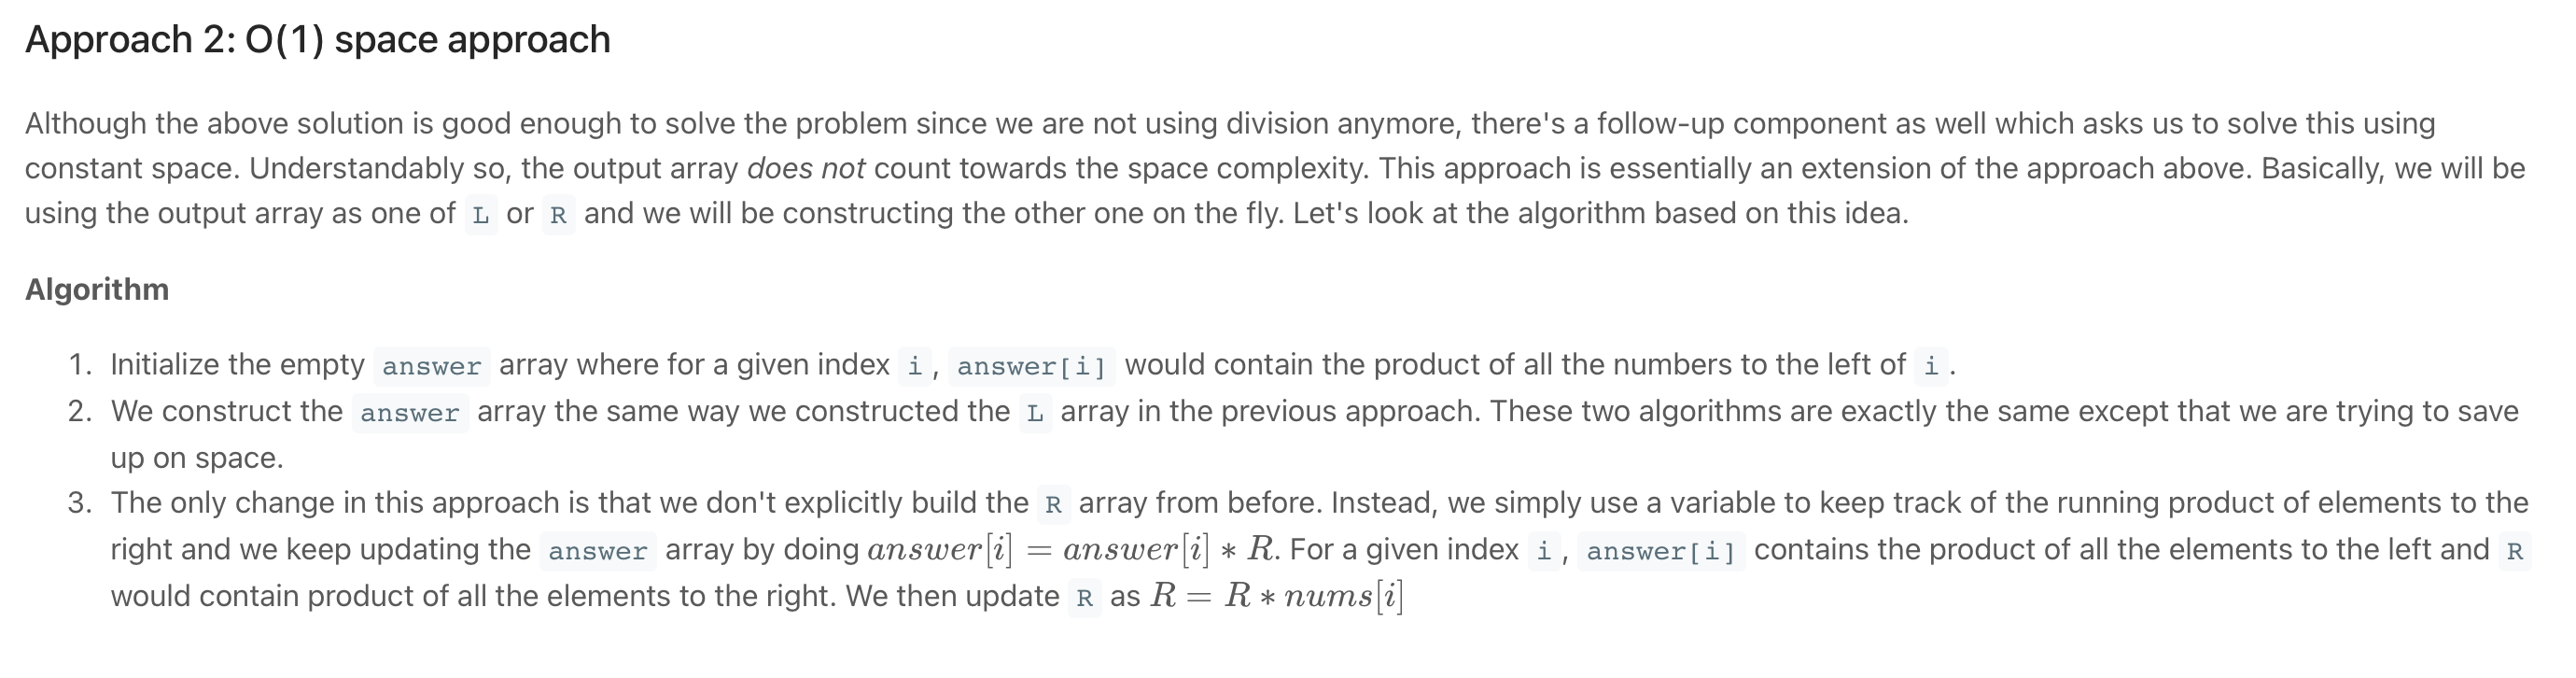 Approach 2: O(1) space approach
Although the above solution is good enough to solve the problem since we are not using division anymore, there's a follow-up component as well which asks us to solve this using
constant space. Understandably so, the output array does not count towards the space complexity. This approach is essentially an extension of the approach above. Basically, we will be
using the output array as one of L or R and we will be constructing the other one on the fly. Let's look at the algorithm based on this idea.
Algorithm
1. Initialize the empty answer array where for a given index i, answer[i] would contain the product of all the numbers to the left of i.
2. We construct the answer array the same way we constructed the L array in the previous approach. These two algorithms are exactly the same except that we are trying to save
up on space.
3. The only change in this approach is that we don't explicitly build the R array from before. Instead, we simply use a variable to keep track of the running product of elements to the
right and we keep updating the answer array by doing answer[i] = answer[i] * R. For a given index i, answer[i] contains the product of all the elements to the left and R
would contain product of all the elements to the right. We then update R as R = R * nums[i]